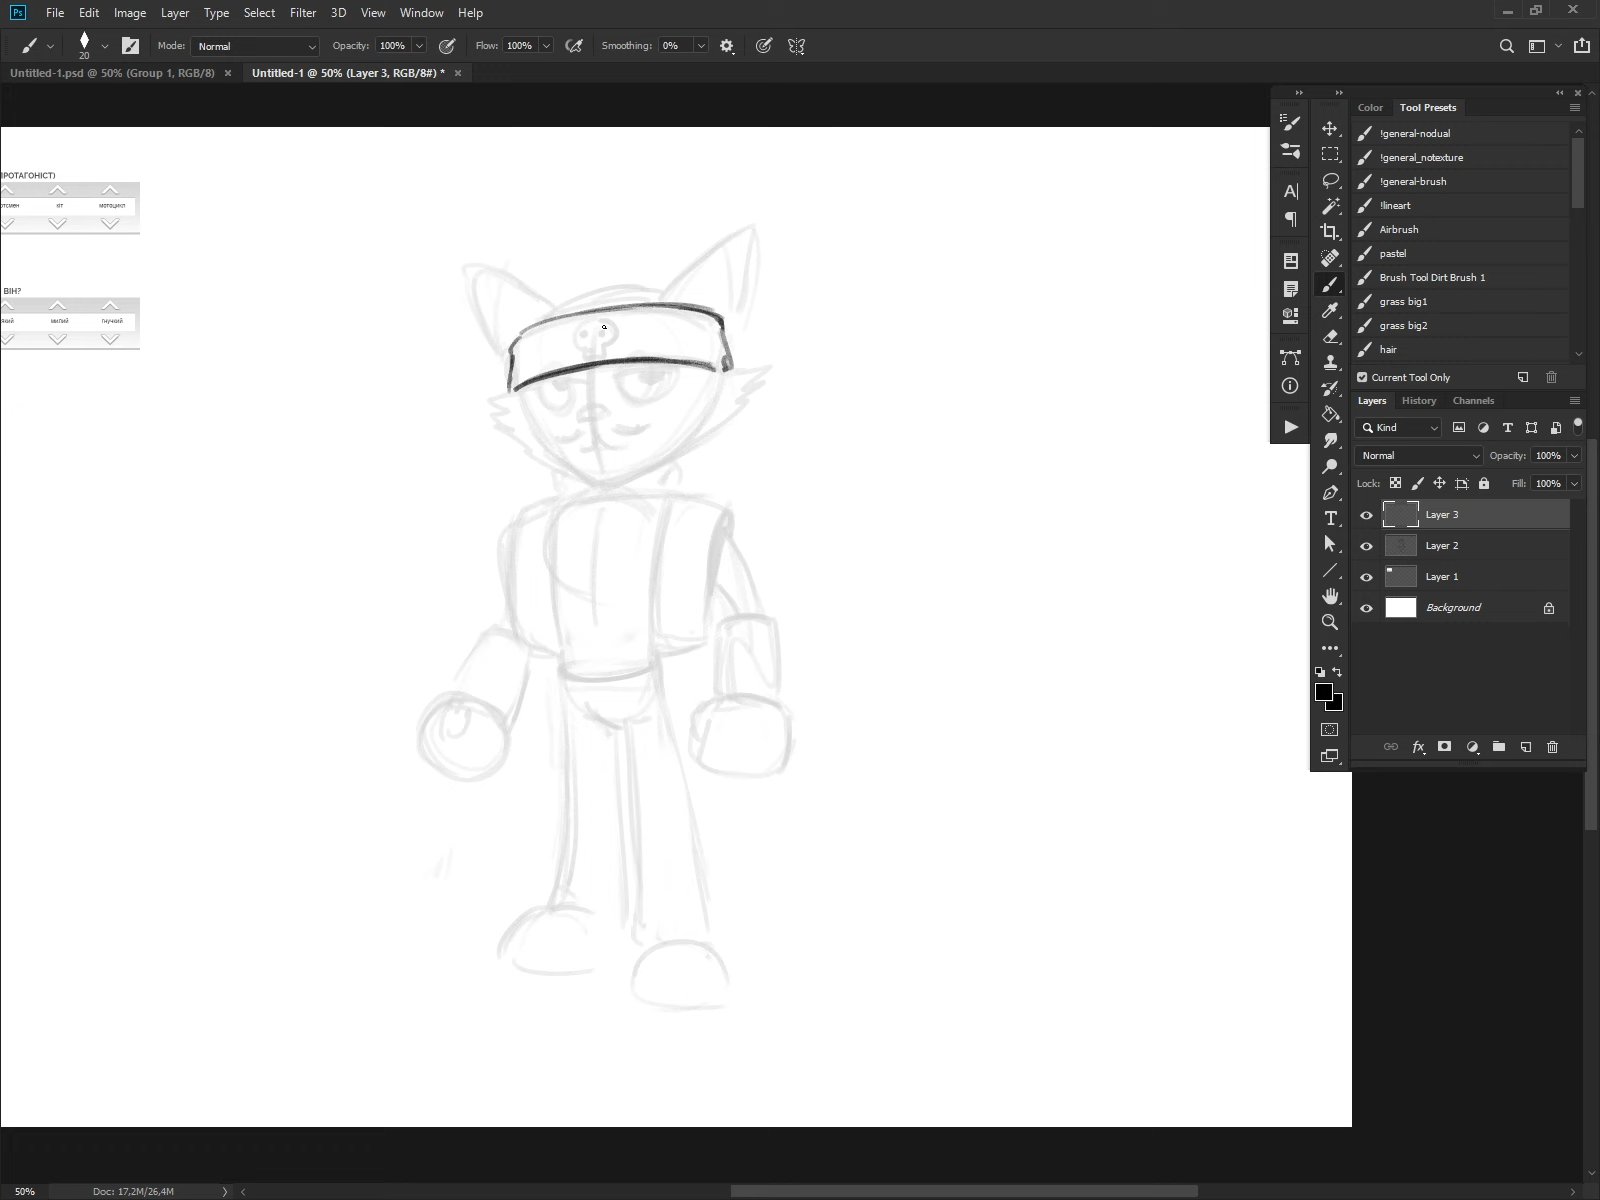 Ps File Edit Image Layer Type Select Filter 3D View Window Help
20 Mode: Normal Opacity: 100% Flow: 100% Smoothing: 0%
Untitled-1.psd @ 50% (Group 1, RGB/8) × Untitled-1 @ 50% (Layer 3, RGB/8#) * ×
Color Tool Presets
!general-nodual
!general_notexture
!general-brush
!lineart
Airbrush
pastel
Brush Tool Dirt Brush 1
grass big1
grass big2
hair
Current Tool Only
Layers History Channels
Kind
Normal Opacity: 100%
Lock: Fill: 100%
Layer 3
Layer 2
Layer 1
Background
fx
РОТАГОНІСТ)
кіт мотоцикл
ВІН?
милий гнучкий
50% Doc: 17,2M/26,4M